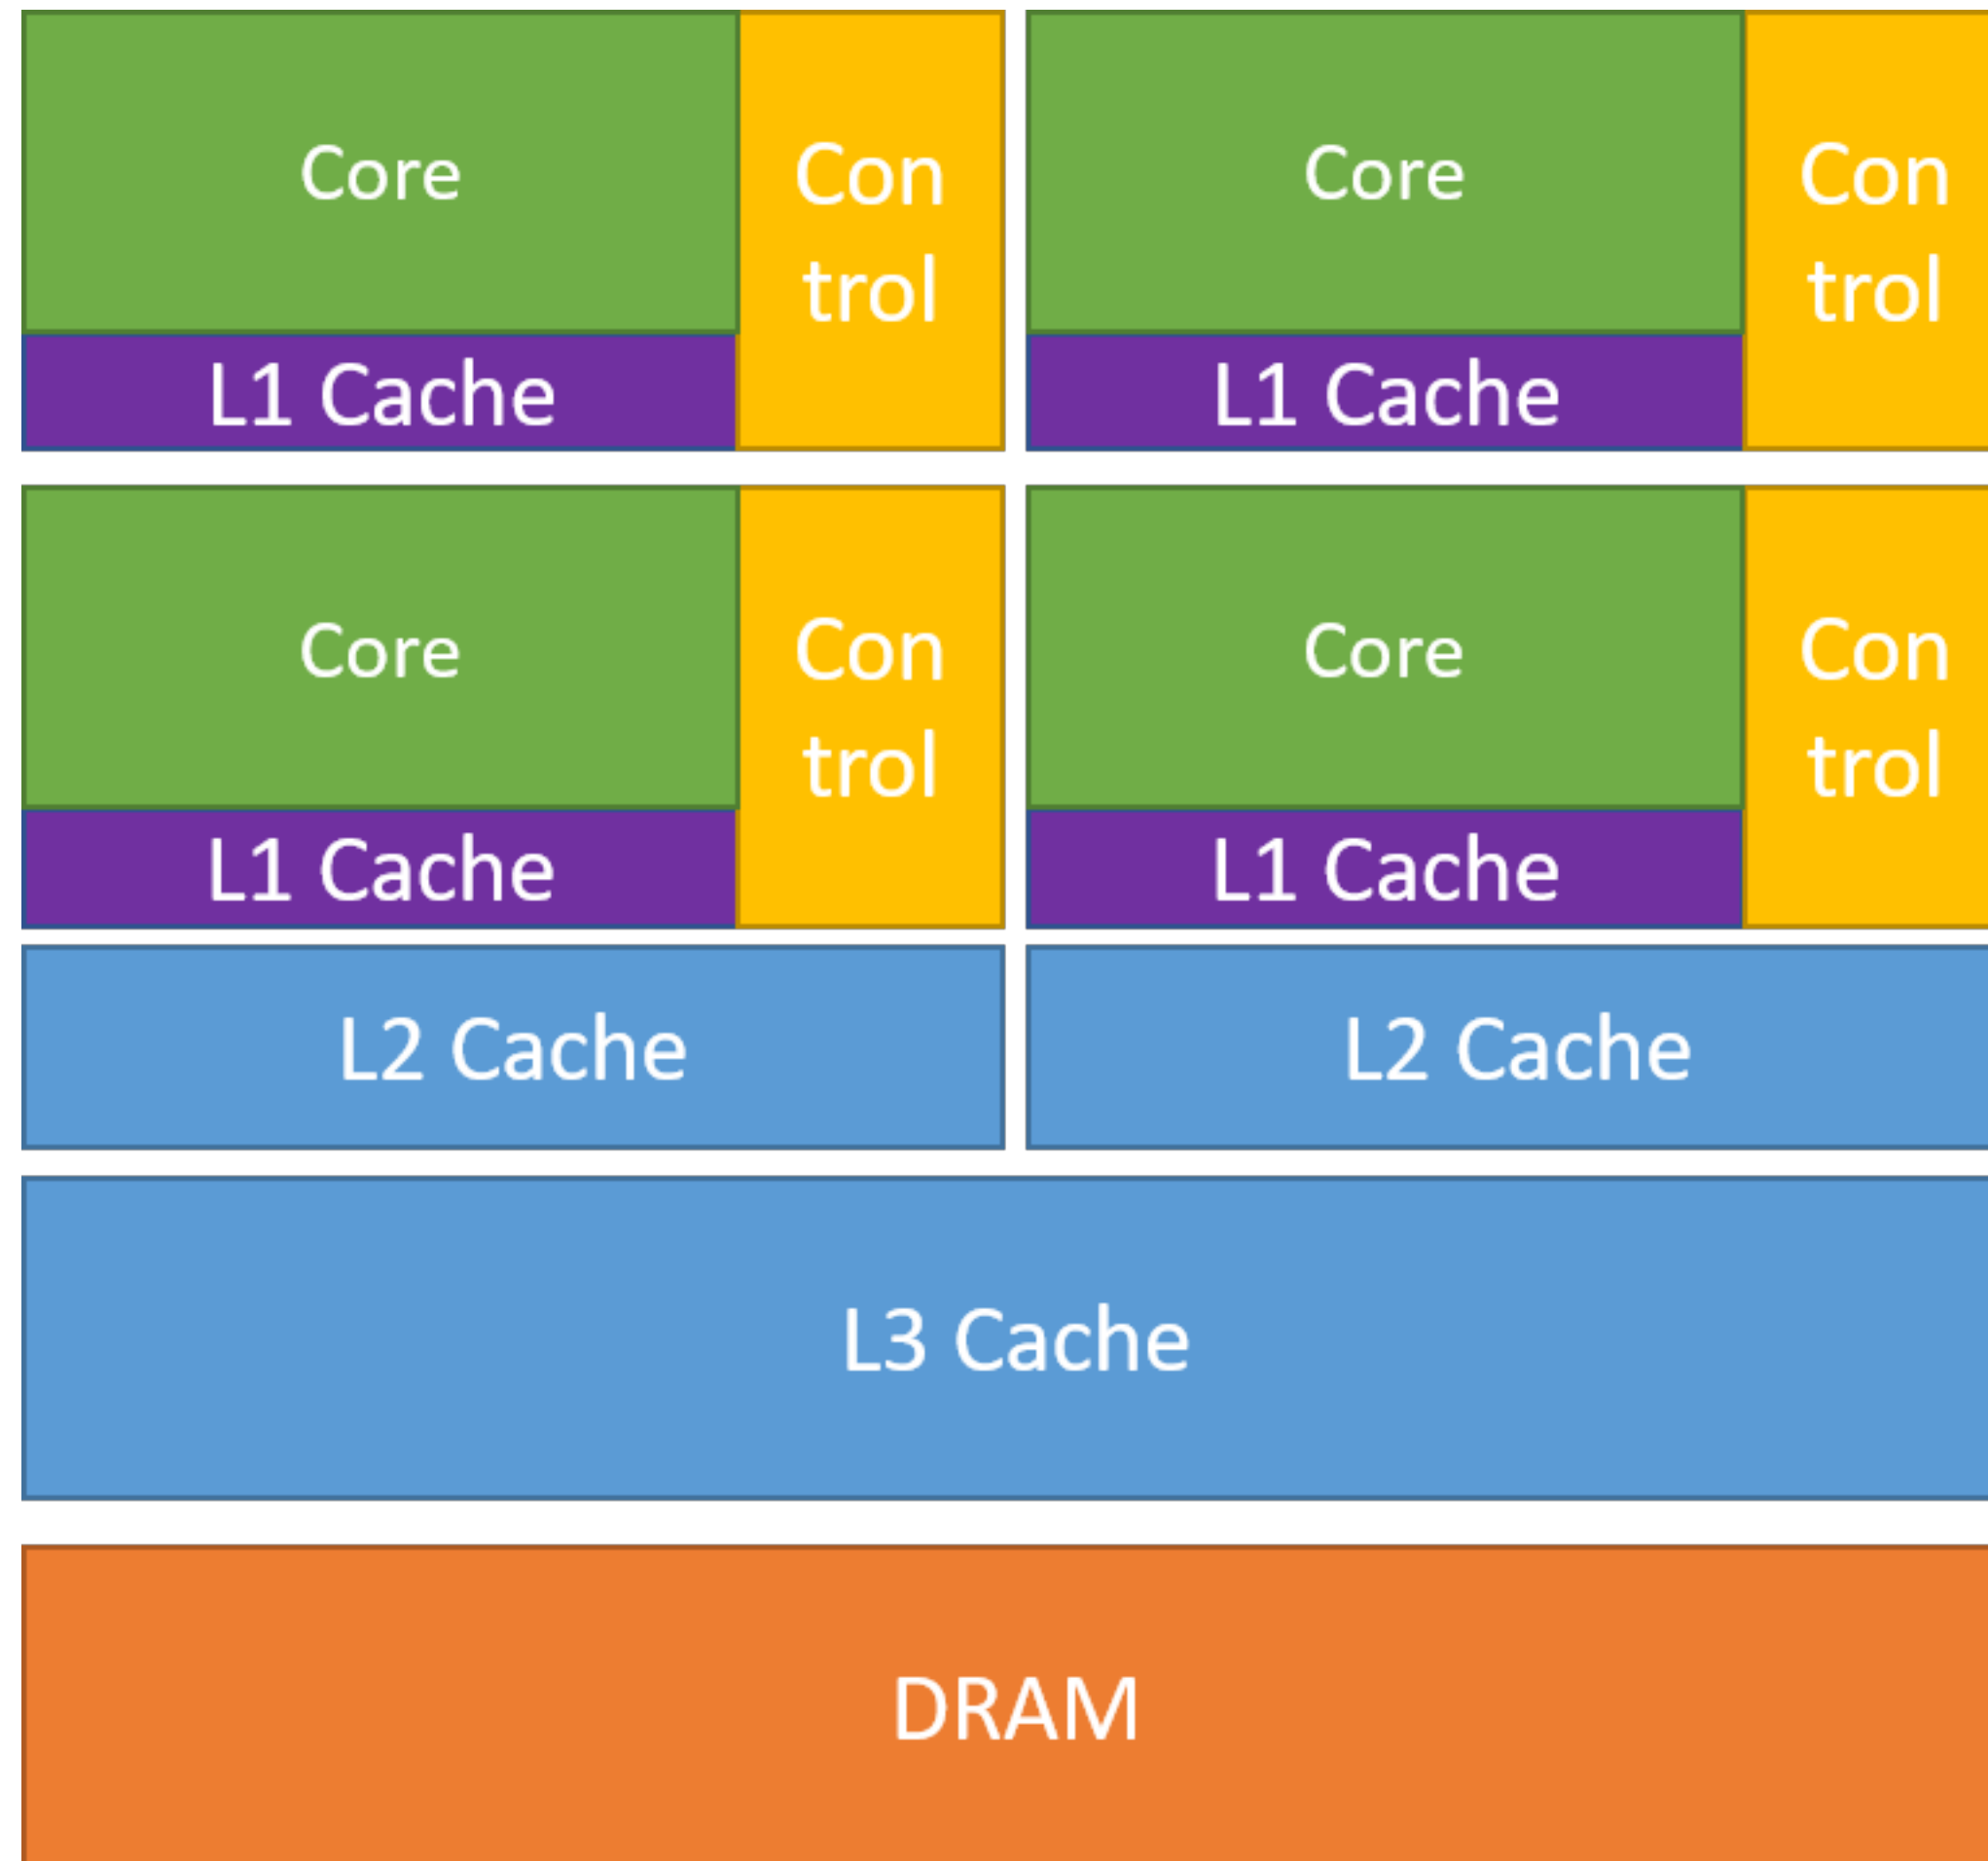 Core
Con
trol
L1 Cache
Core
Con
trol
L1 Cache
Core
Con
trol
L1 Cache
Core
Con
trol
L1 Cache
L2 Cache
L2 Cache
L3 Cache
DRAM